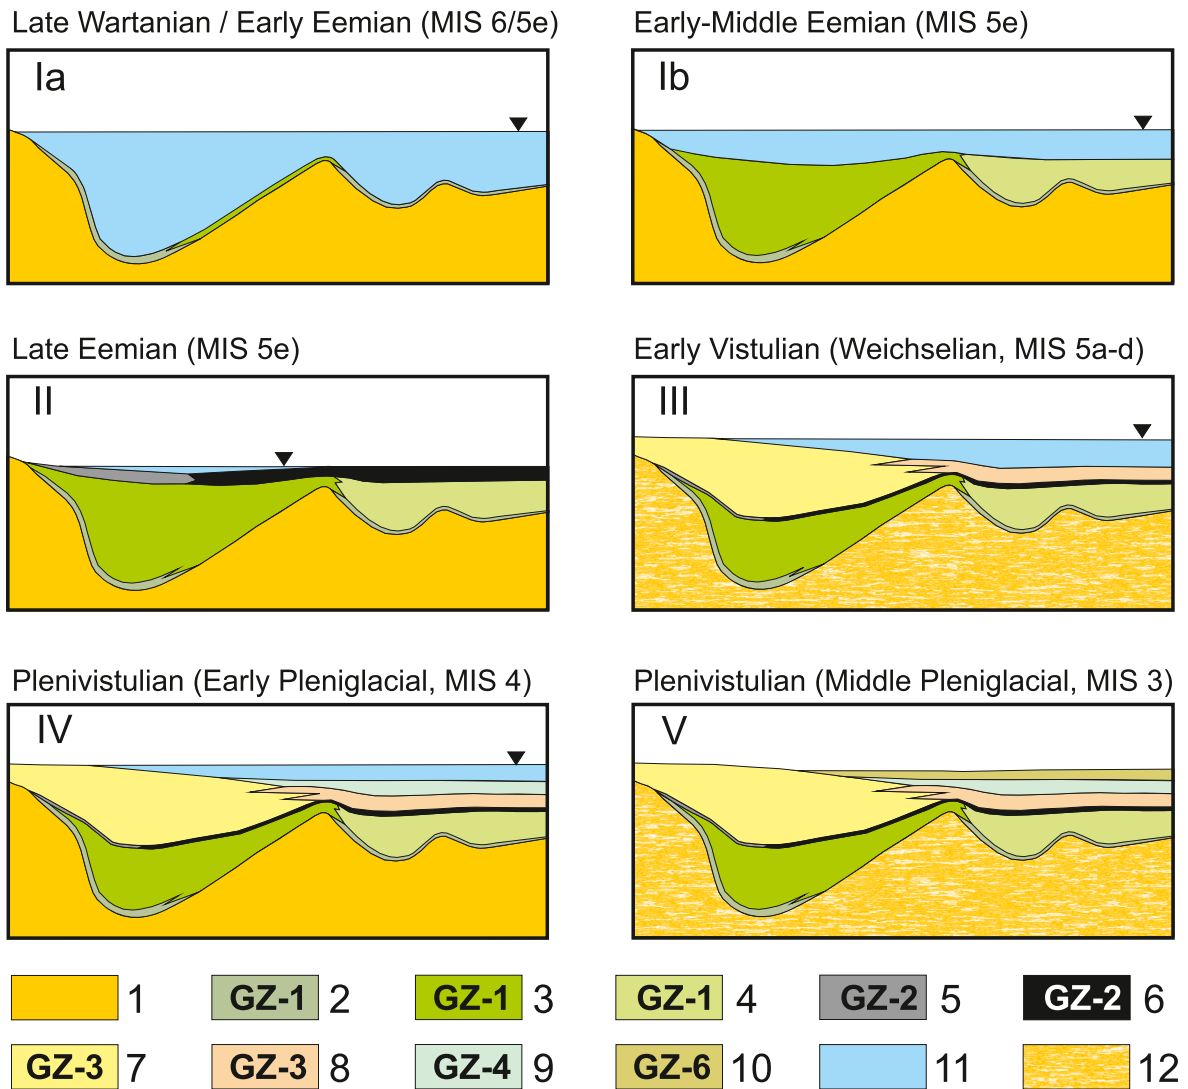 Late Wartanian / Early Eemian (MIS 6/5e)
Early-Middle Eemian (MIS 5e)
Ia
Ib
Late Eemian (MIS 5e)
Early Vistulian (Weichselian, MIS 5a-d)
II
III
Plenivistulian (Early Pleniglacial, MIS 4)
Plenivistulian (Middle Pleniglacial, MIS 3)
IV
V
1
GZ-1 2
GZ-1 3
GZ-1 4
GZ-2 5
GZ-2 6
GZ-3 7
GZ-3 8
GZ-4 9
GZ-6 10
11
12